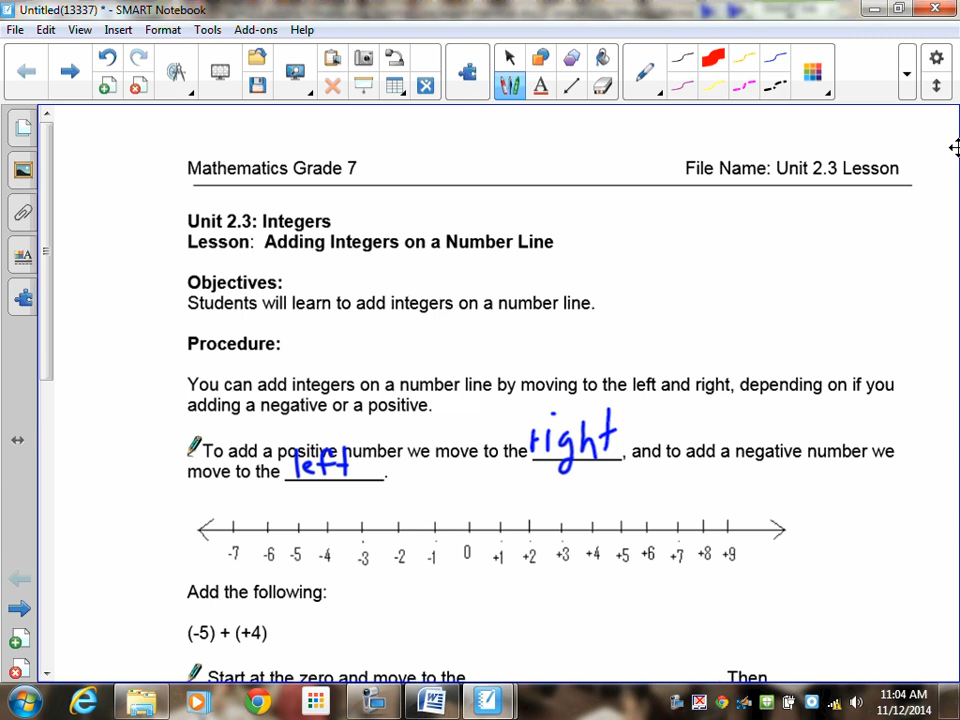 Untitled(13337) * - SMART Notebook
File Edit View Insert Format Tools Add-ons Help
Mathematics Grade 7 File Name: Unit 2.3 Lesson
Unit 2.3: Integers
Lesson: Adding Integers on a Number Line
Objectives:
Students will learn to add integers on a number line.
Procedure:
You can add integers on a number line by moving to the left and right, depending on if you
adding a negative or a positive.
To add a positive number we move to the right, and to add a negative number we
move to the left.
-7 -6 -5 -4 -3 -2 -1 0 +1 +2 +3 +4 +5 +6 +7 +8 +9
Add the following:
(-5) + (+4)
Start at the zero and move to the Then
11:04 AM
11/12/2014